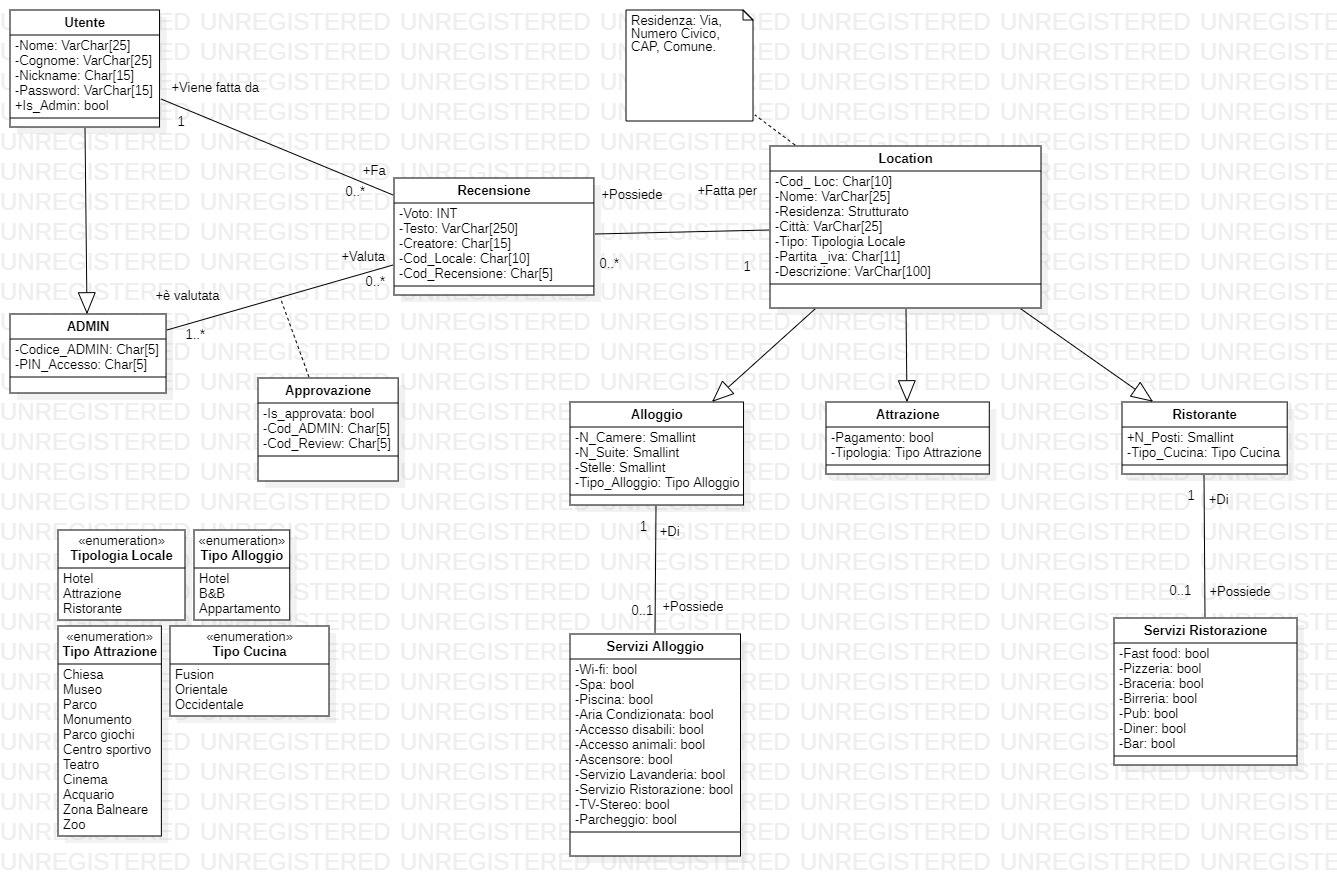 Utente
-Nome: VarChar[25]
-Cognome: VarChar[25]
-Nickname: Char[15]
-Password: VarChar[15]
+Is_Admin: bool
+Viene fatta da
1
+Fa
0..*
Residenza: Via,
Numero Civico,
CAP, Comune.
Recensione
-Voto: INT
-Testo: VarChar[250]
-Creatore: Char[15]
-Cod_Locale: Char[10]
-Cod_Recensione: Char[5]
+Possiede
0..*
+Fatta per
1
Location
-Cod_ Loc: Char[10]
-Nome: VarChar[25]
-Residenza: Strutturato
-Città: VarChar[25]
-Tipo: Tipologia Locale
-Partita _iva: Char[11]
-Descrizione: VarChar[100]
+Valuta
0..*
+è valutata
1..*
ADMIN
-Codice_ADMIN: Char[5]
-PIN_Accesso: Char[5]
Approvazione
-Is_approvata: bool
-Cod_ADMIN: Char[5]
-Cod_Review: Char[5]
Alloggio
-N_Camere: Smallint
-N_Suite: Smallint
-Stelle: Smallint
-Tipo_Alloggio: Tipo Alloggio
Attrazione
-Pagamento: bool
-Tipologia: Tipo Attrazione
Ristorante
+N_Posti: Smallint
-Tipo_Cucina: Tipo Cucina
1
+Di
0..1
+Possiede
1
+Di
0..1
+Possiede
«enumeration»
Tipologia Locale
Hotel
Attrazione
Ristorante
«enumeration»
Tipo Alloggio
Hotel
B&B
Appartamento
«enumeration»
Tipo Attrazione
Chiesa
Museo
Parco
Monumento
Parco giochi
Centro sportivo
Teatro
Cinema
Acquario
Zona Balneare
Zoo
«enumeration»
Tipo Cucina
Fusion
Orientale
Occidentale
Servizi Alloggio
-Wi-fi: bool
-Spa: bool
-Piscina: bool
-Aria Condizionata: bool
-Accesso disabili: bool
-Accesso animali: bool
-Ascensore: bool
-Servizio Lavanderia: bool
-Servizio Ristorazione: bool
-TV-Stereo: bool
-Parcheggio: bool
Servizi Ristorazione
-Fast food: bool
-Pizzeria: bool
-Braceria: bool
-Birreria: bool
-Pub: bool
-Diner: bool
-Bar: bool
UNREGISTERED